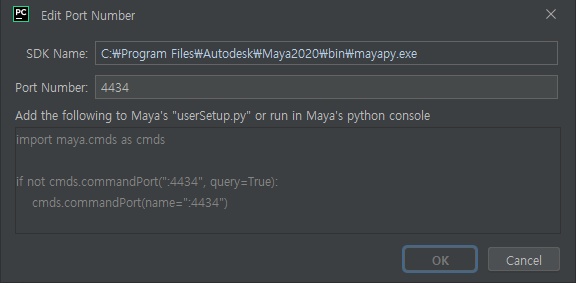 PC
Edit Port Number
SDK Name: C:₩Program Files₩Autodesk₩Maya2020₩bin₩mayapy.exe
Port Number: 4434
Add the following to Maya's "userSetup.py" or run in Maya's python console
import maya.cmds as cmds
if not cmds.commandPort(":4434", query=True):
cmds.commandPort(name=":4434")
OK Cancel